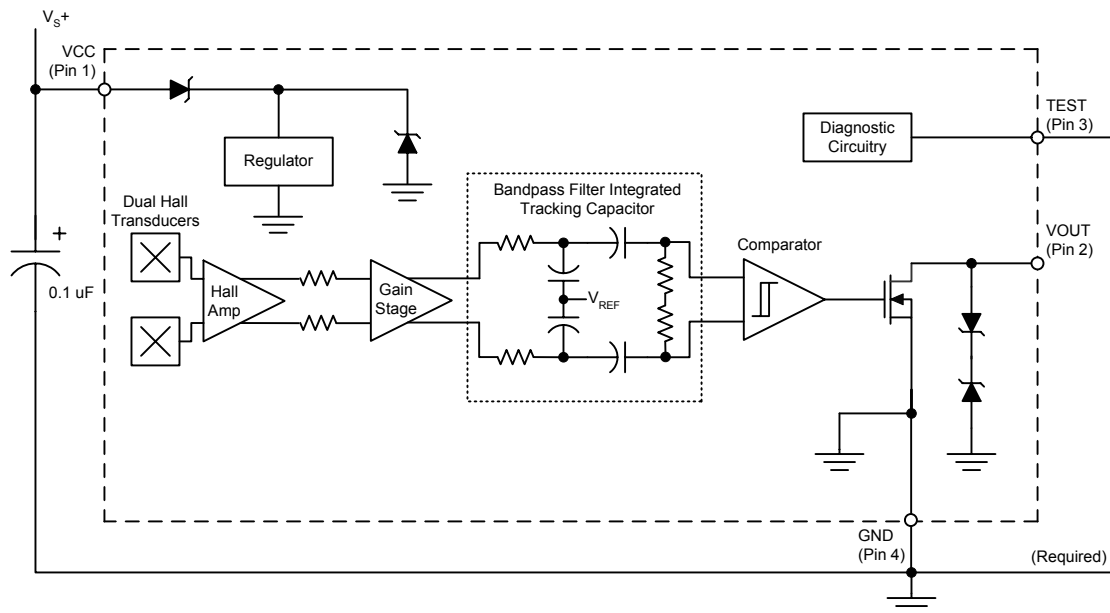 VS+
VCC
(Pin 1)
TEST
(Pin 3)
Diagnostic
Circuitry
Regulator
Bandpass Filter Integrated
Tracking Capacitor
Dual Hall
Transducers
VOUT
(Pin 2)
Comparator
+
0.1 uF
Hall
Amp
Gain
Stage
VREF
GND
(Pin 4)
(Required)